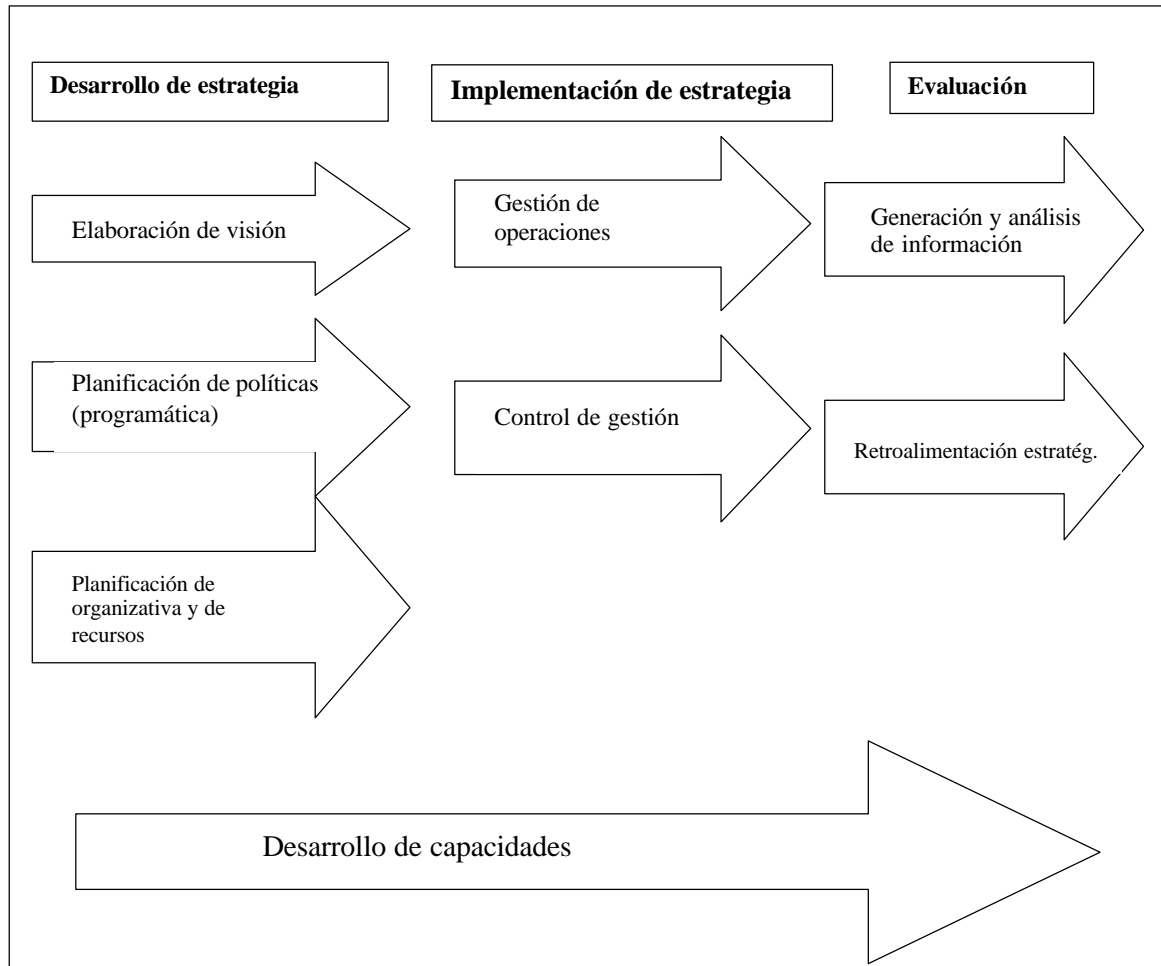 Desarrollo de estrategia
Implementación de estrategia
Evaluación
Elaboración de visión
Gestión de
operaciones
Generación y análisis
de información
Planificación de políticas
(programática)
Control de gestión
Retroalimentación estratég.
Planificación de
organizativa y de
recursos
Desarrollo de capacidades